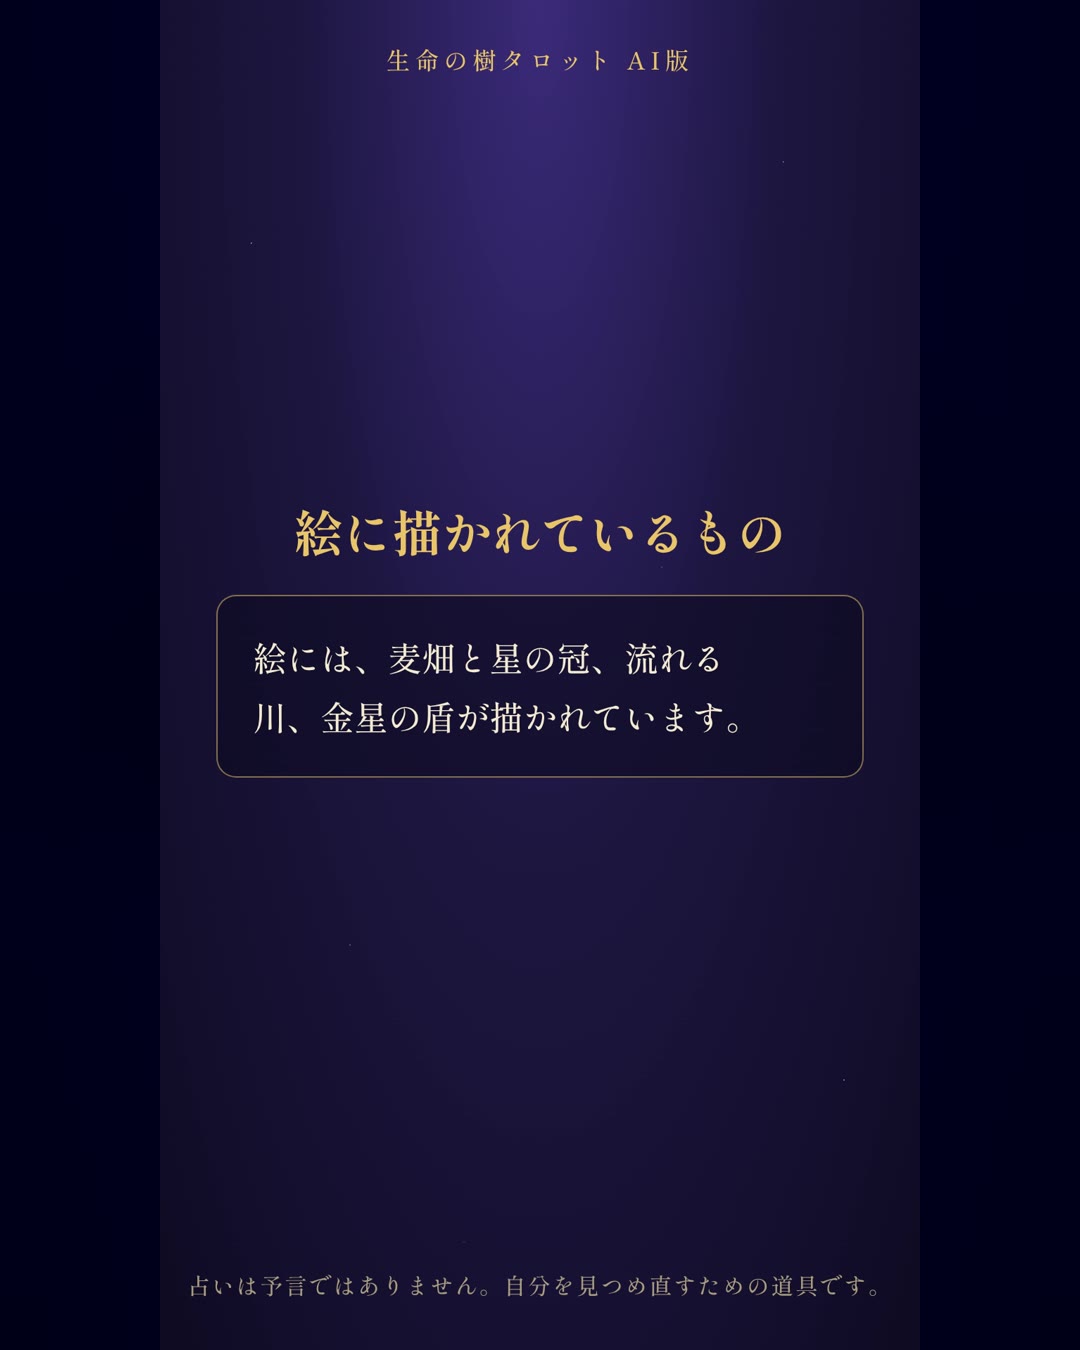 生命の樹タロット AI版
絵に描かれているもの
絵には、麦畑と星の冠、流れる
川、金星の盾が描かれています。
占いは予言ではありません。自分を見つめ直すための道具です。